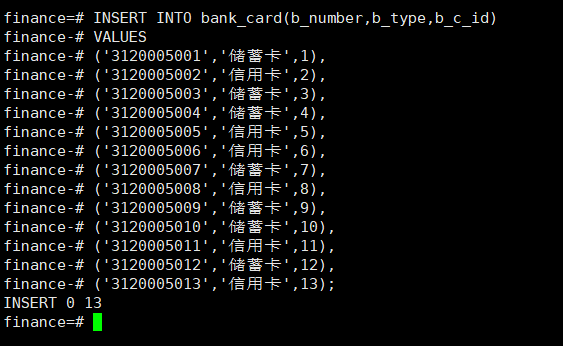 finance=# INSERT INTO bank_card(b_number,b_type,b_c_id)
finance-# VALUES
finance-# ('3120005001','储蓄卡',1),
finance-# ('3120005002','信用卡',2),
finance-# ('3120005003','储蓄卡',3),
finance-# ('3120005004','储蓄卡',4),
finance-# ('3120005005','信用卡',5),
finance-# ('3120005006','信用卡',6),
finance-# ('3120005007','储蓄卡',7),
finance-# ('3120005008','信用卡',8),
finance-# ('3120005009','储蓄卡',9),
finance-# ('3120005010','储蓄卡',10),
finance-# ('3120005011','信用卡',11),
finance-# ('3120005012','储蓄卡',12),
finance-# ('3120005013','信用卡',13);
INSERT 0 13
finance=#